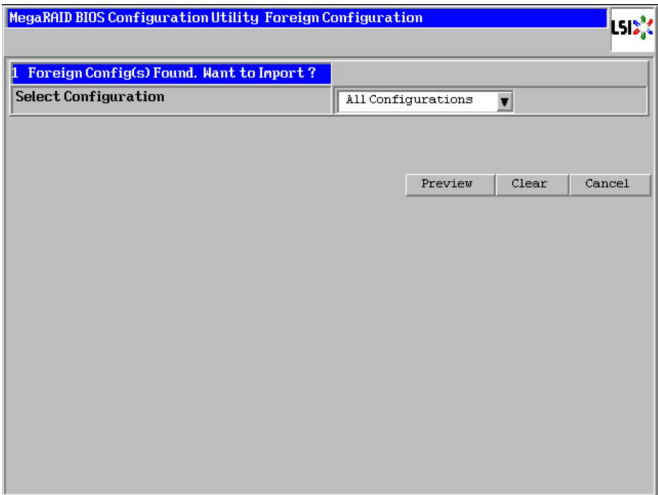 MegaRAID BIOS Configuration Utility Foreign Configuration
LSI
1 Foreign Config(s) Found. Want to Import ?
Select Configuration All Configurations
Preview Clear Cancel